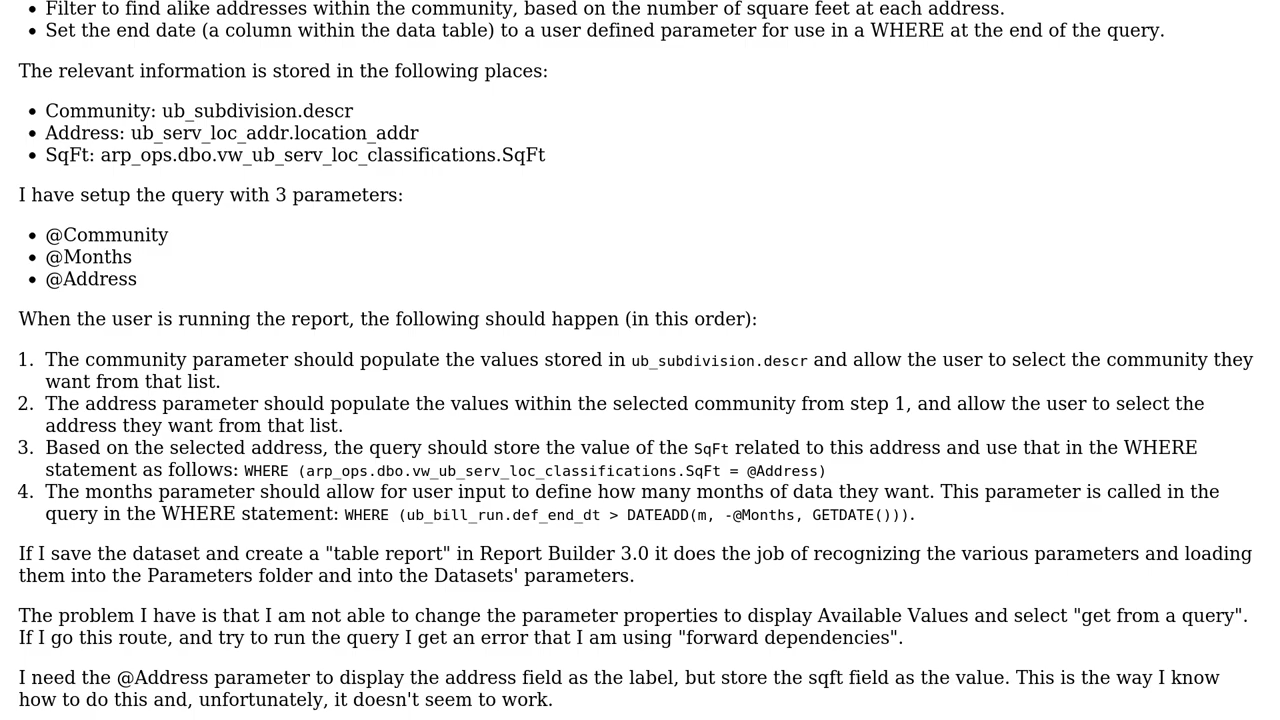 • Filter to find alike addresses within the community, based on the number of square feet at each address.
• Set the end date (a column within the data table) to a user defined parameter for use in a WHERE at the end of the query.
The relevant information is stored in the following places:
• Community: ub_subdivision.descr
• Address: ub_serv_loc_addr.location_addr
• SqFt: arp_ops.dbo.vw_ub_serv_loc_classifications.SqFt
I have setup the query with 3 parameters:
• @Community
• @Months
• @Address
When the user is running the report, the following should happen (in this order):
1. The community parameter should populate the values stored in ub_subdivision.descr and allow the user to select the community they
want from that list.
2. The address parameter should populate the values within the selected community from step 1, and allow the user to select the
address they want from that list.
3. Based on the selected address, the query should store the value of the SqFt related to this address and use that in the WHERE
statement as follows: WHERE (arp_ops.dbo.vw_ub_serv_loc_classifications.SqFt = @Address)
4. The months parameter should allow for user input to define how many months of data they want. This parameter is called in the
query in the WHERE statement: WHERE (ub_bill_run.def_end_dt > DATEADD(m, -@Months, GETDATE())).
If I save the dataset and create a "table report" in Report Builder 3.0 it does the job of recognizing the various parameters and loading
them into the Parameters folder and into the Datasets' parameters.
The problem I have is that I am not able to change the parameter properties to display Available Values and select "get from a query".
If I go this route, and try to run the query I get an error that I am using "forward dependencies".
I need the @Address parameter to display the address field as the label, but store the sqft field as the value. This is the way I know
how to do this and, unfortunately, it doesn't seem to work.